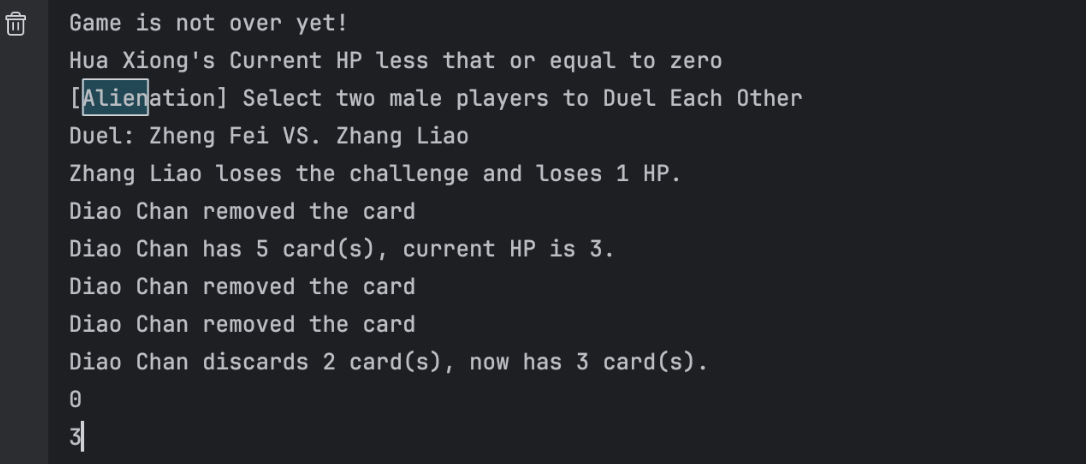 Game is not over yet!
Hua Xiong's Current HP less that or equal to zero
[Alienation] Select two male players to Duel Each Other
Duel: Zheng Fei VS. Zhang Liao
Zhang Liao loses the challenge and loses 1 HP.
Diao Chan removed the card
Diao Chan has 5 card(s), current HP is 3.
Diao Chan removed the card
Diao Chan removed the card
Diao Chan discards 2 card(s), now has 3 card(s).
0
3